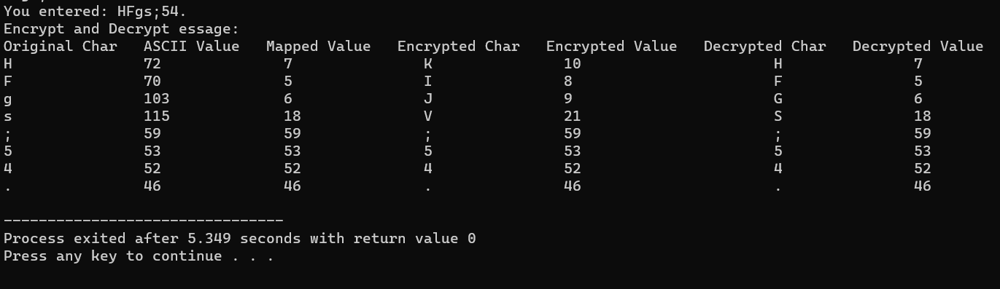 You entered: HFgs;54.
Encrypt and Decrypt essage:
Original Char   ASCII Value   Mapped Value   Encrypted Char   Encrypted Value   Decrypted Char   Decrypted Value
H               72              7               K               10                      H               7
F               70              5               I               8                       F               5
g               103             6               J               9                       G               6
s               115             18              V               21                      S               18
;               59              59              ;               59                      ;               59
5               53              53              5               53                      5               53
4               52              52              4               52                      4               52
.               46              46              .               46                      .               46
--------------------------------
Process exited after 5.349 seconds with return value 0
Press any key to continue . . .